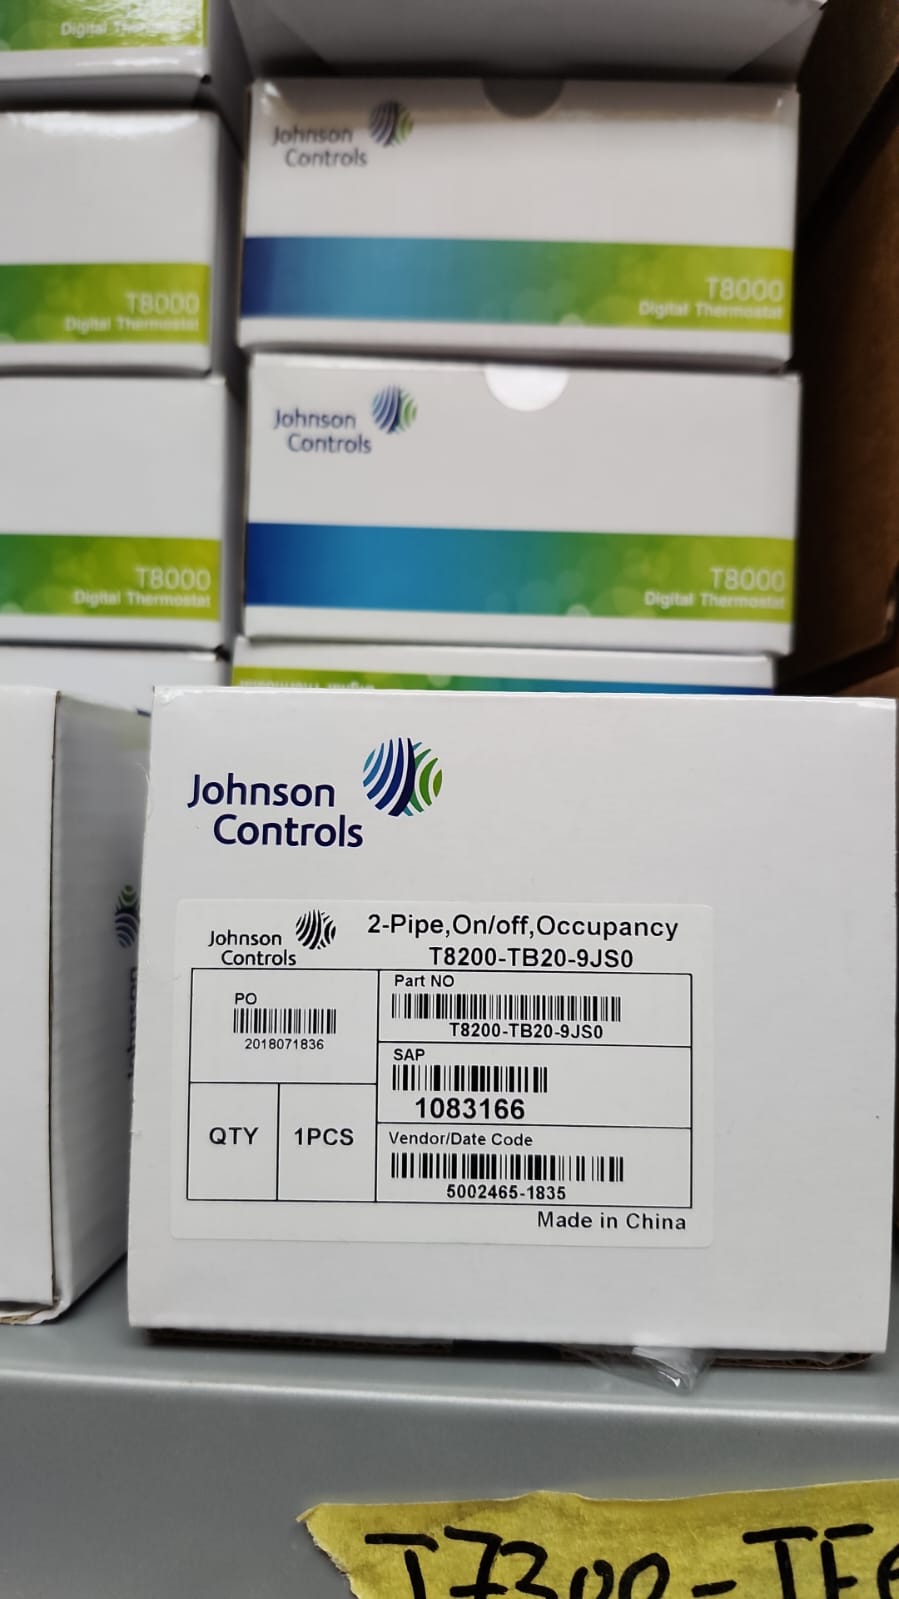 Digital
Johnson
Controls
T8000
Digital Thermostat
T8000
Digital Thermostat
Johnson
Controls
T8000
Digital Thermostat
T8000
Digital Thermostat
Johnson
Controls
Johnson
Controls
2-Pipe,On/off,Occupancy
T8200-TB20-9JS0
PO
2018071836
Part NO
T8200-TB20-9JS0
SAP
1083166
QTY
1PCS
Vendor/Date Code
5002465-1835
Made in China
T7300-TF